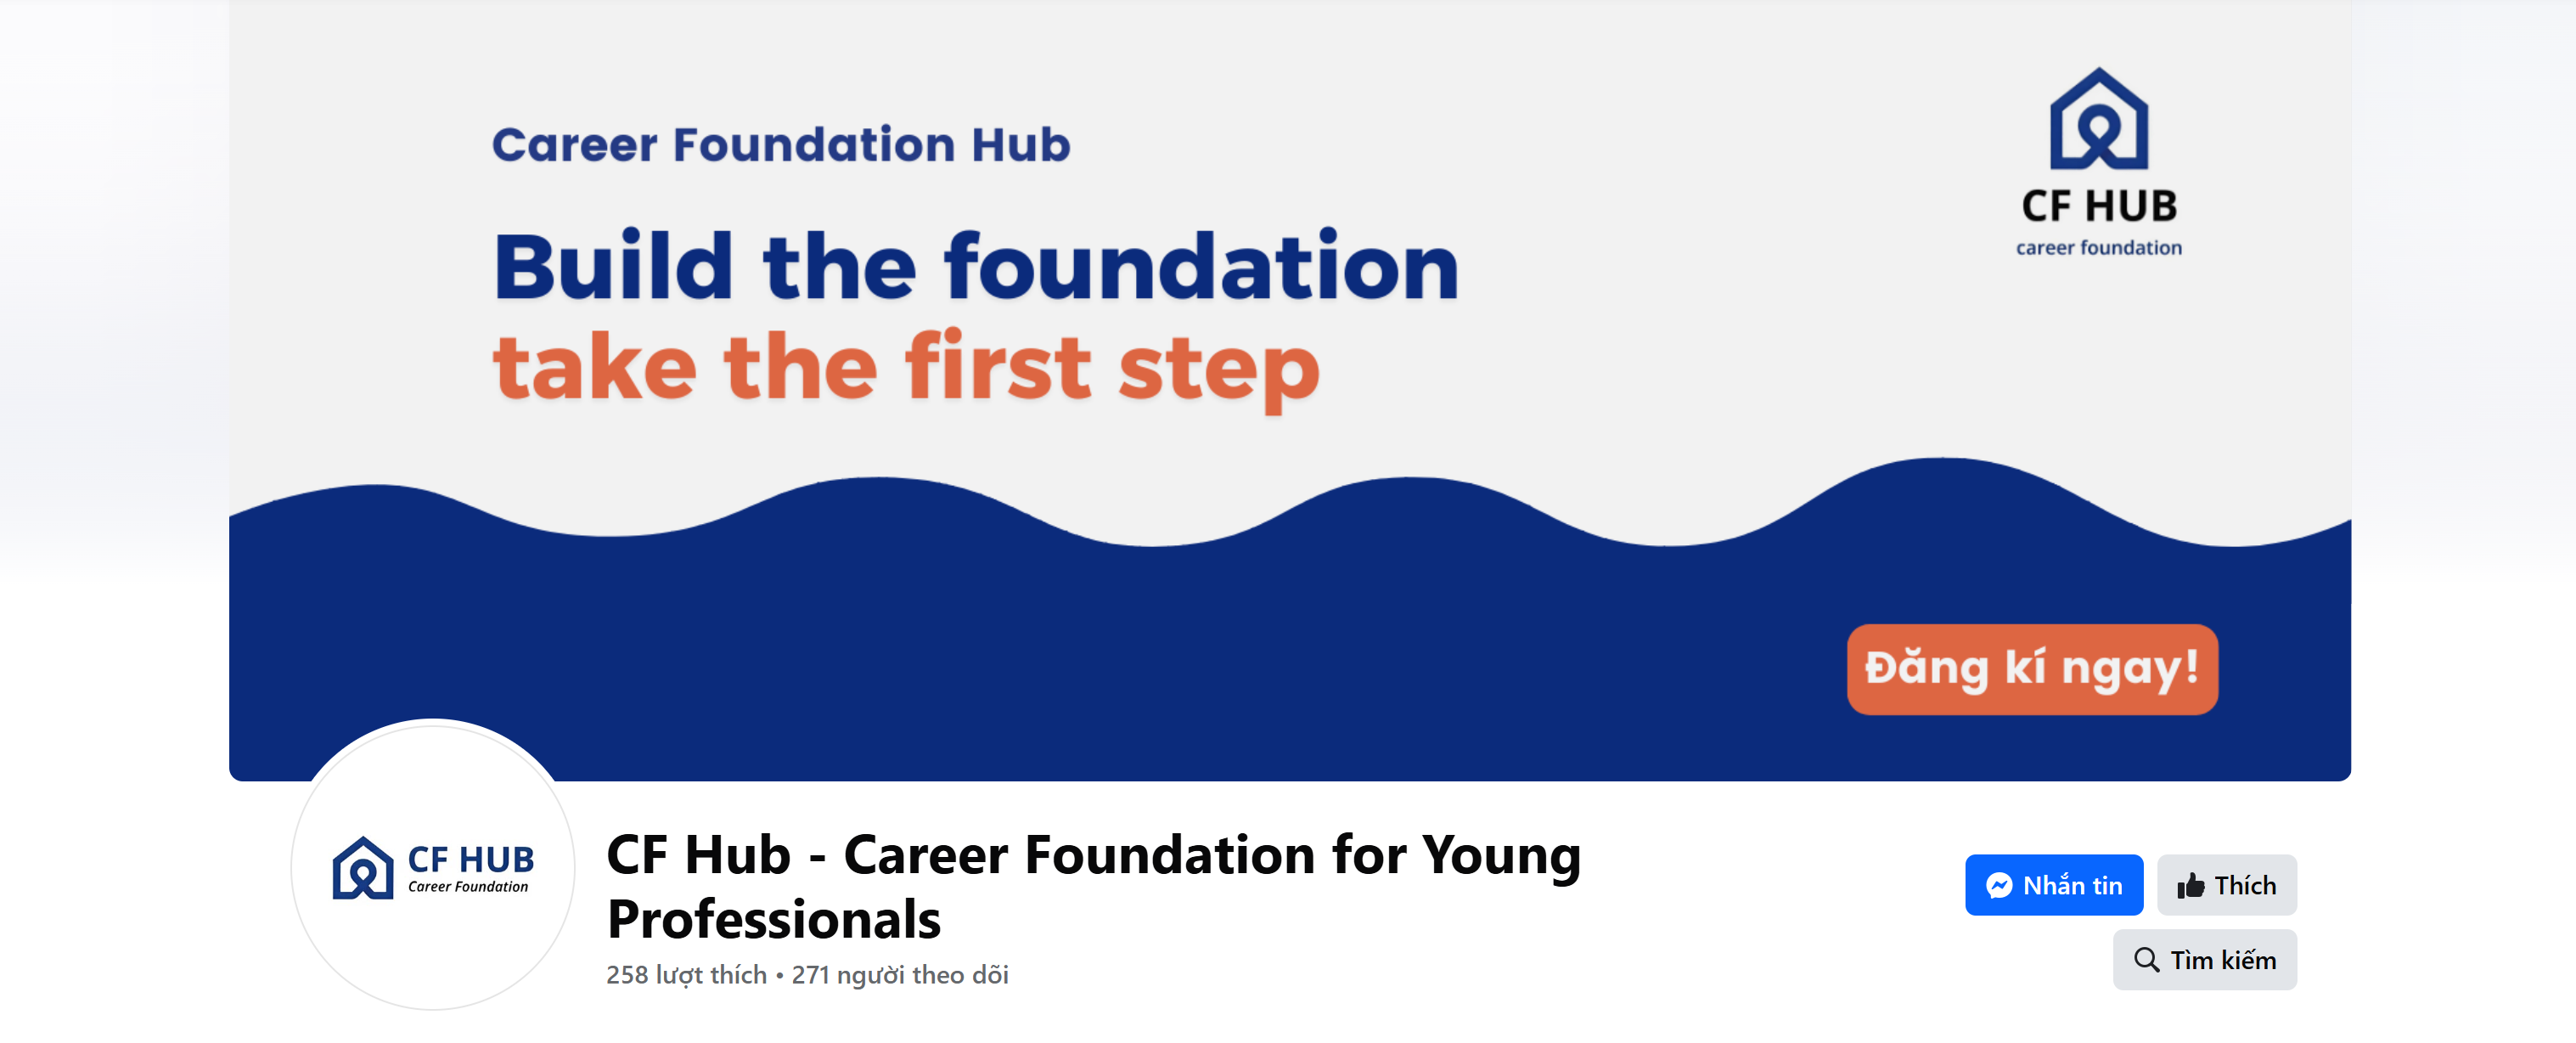 Career Foundation Hub
Build the foundation
take the first step
CF HUB
career foundation
Đăng kí ngay!
CF HUB
Career Foundation
CF Hub - Career Foundation for Young
Professionals
258 lượt thích • 271 người theo dõi
Nhắn tin
Thích
Tìm kiếm